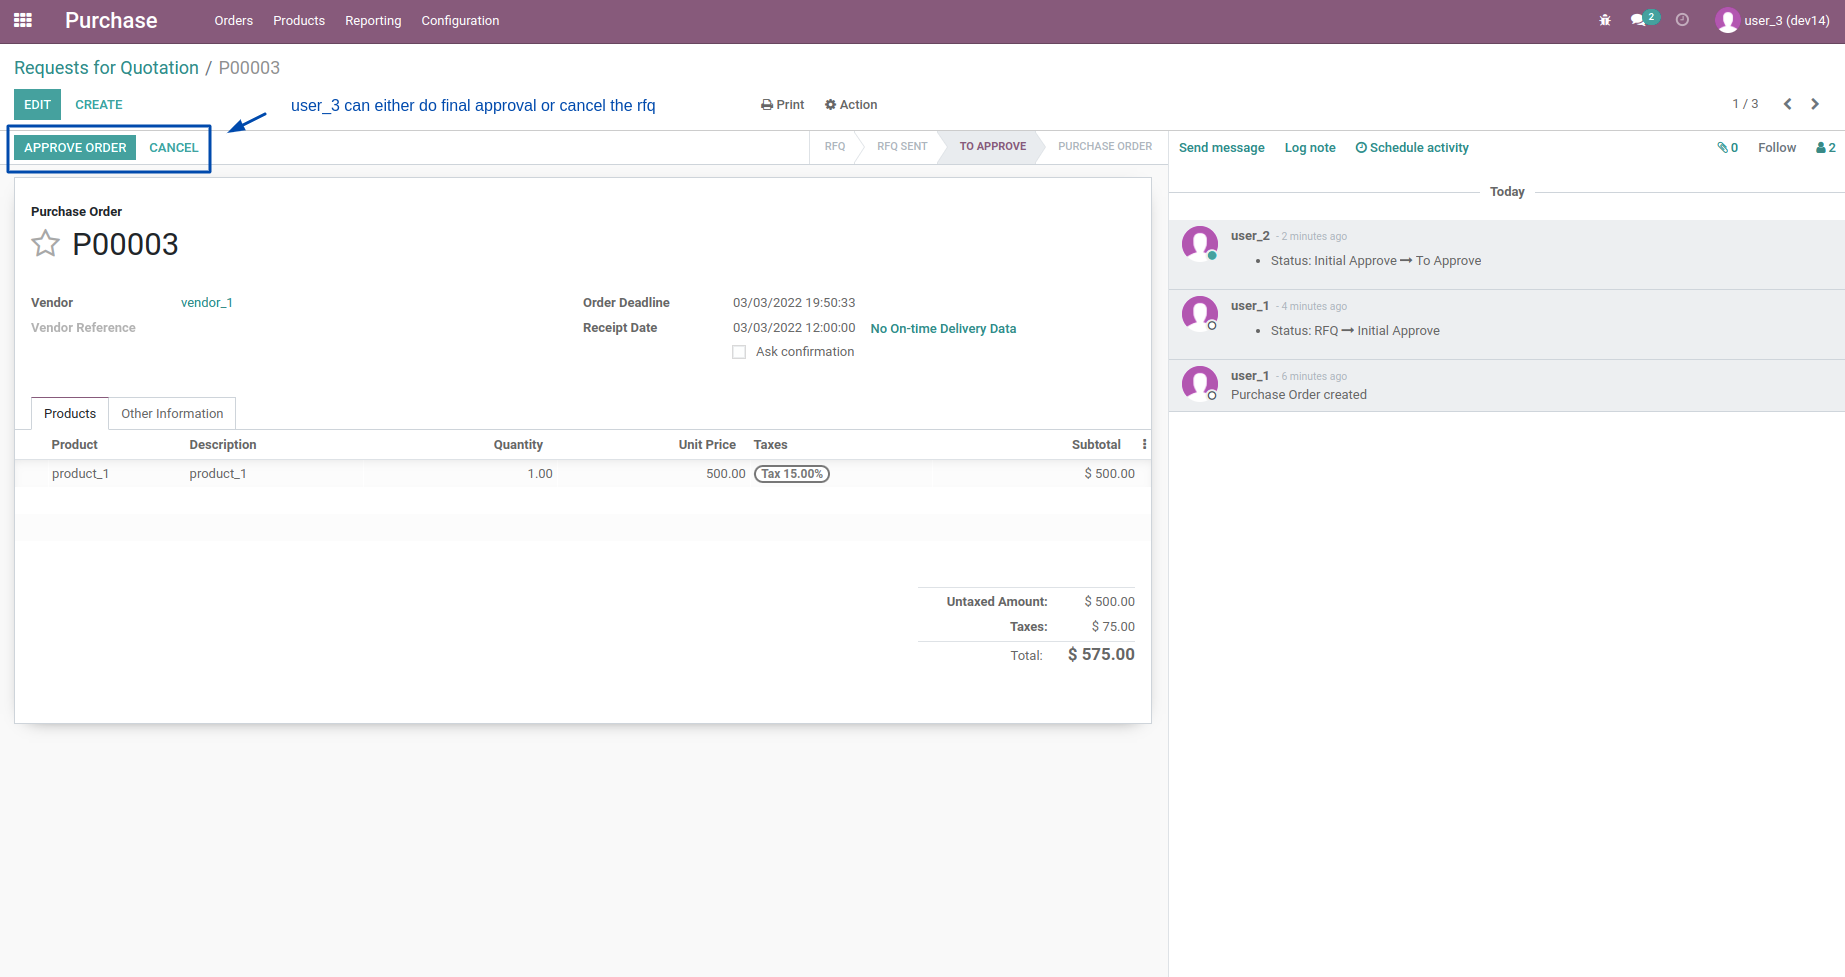 Purchase Orders Products Reporting Configuration 2 user_3 (dev14)
Requests for Quotation / P00003
EDIT CREATE user_3 can either do final approval or cancel the rfq Print Action 1 / 3
APPROVE ORDER CANCEL RFQ RFQ SENT TO APPROVE PURCHASE ORDER
Purchase Order
P00003
Vendor vendor_1 Order Deadline 03/03/2022 19:50:33
Vendor Reference Receipt Date 03/03/2022 12:00:00 No On-time Delivery Data
Ask confirmation
Products Other Information
Product Description Quantity Unit Price Taxes Subtotal
product_1 product_1 1.00 500.00 Tax 15.00% $ 500.00
Untaxed Amount: $ 500.00
Taxes: $ 75.00
Total: $ 575.00
Send message Log note Schedule activity 0 Follow 2
Today
user_2 - 2 minutes ago
• Status: Initial Approve → To Approve
user_1 - 4 minutes ago
• Status: RFQ → Initial Approve
user_1 - 6 minutes ago
Purchase Order created